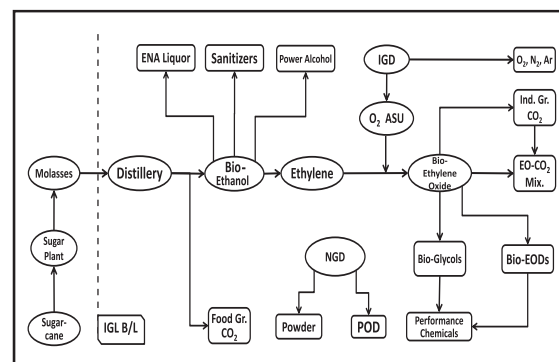 ENA Liquor
Sanitizers
Power Alcohol
IGD
O₂, N₂, Ar
O₂ ASU
Ind. Gr.
CO₂
Molasses
Distillery
Bio-
Ethanol
Ethylene
Bio-
Ethylene
Oxide
EO-CO₂
Mix.
Sugar
Plant
NGD
Bio-Glycols
Bio-EODs
Sugar-
cane
IGL B/L
Food Gr.
CO₂
Powder
POD
Performance
Chemicals